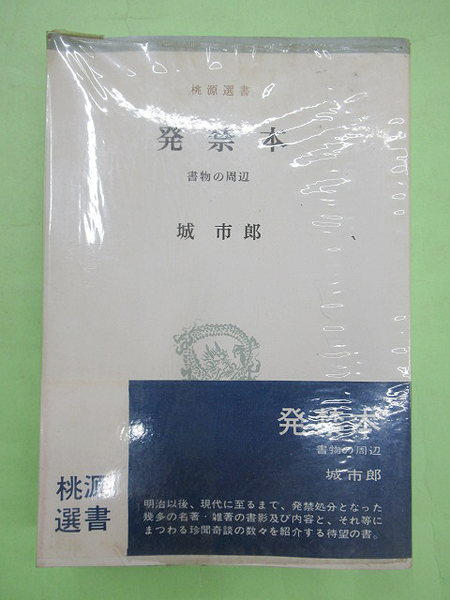 桃源選書
発禁本
書物の周辺
城市郎
発禁本
書物の周辺
城市郎
桃源
選書
明治以後、現代に至るまで、発禁処分となった
幾多の名著・雑著の書影及び内容と、それ等に
まつわる珍聞奇談の数々を紹介する待望の書。